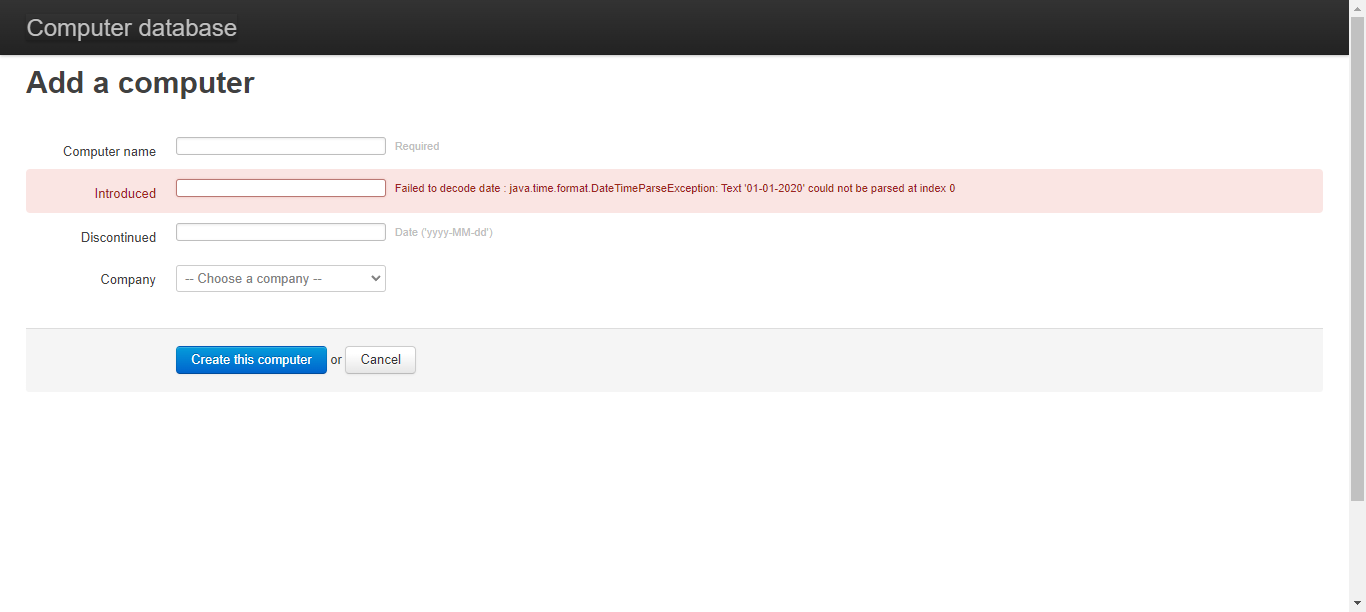 Computer database
Add a computer
Computer name Required
Introduced Failed to decode date : java.time.format.DateTimeParseException: Text '01-01-2020' could not be parsed at index 0
Discontinued Date ('yyyy-MM-dd')
Company -- Choose a company --
Create this computer or Cancel